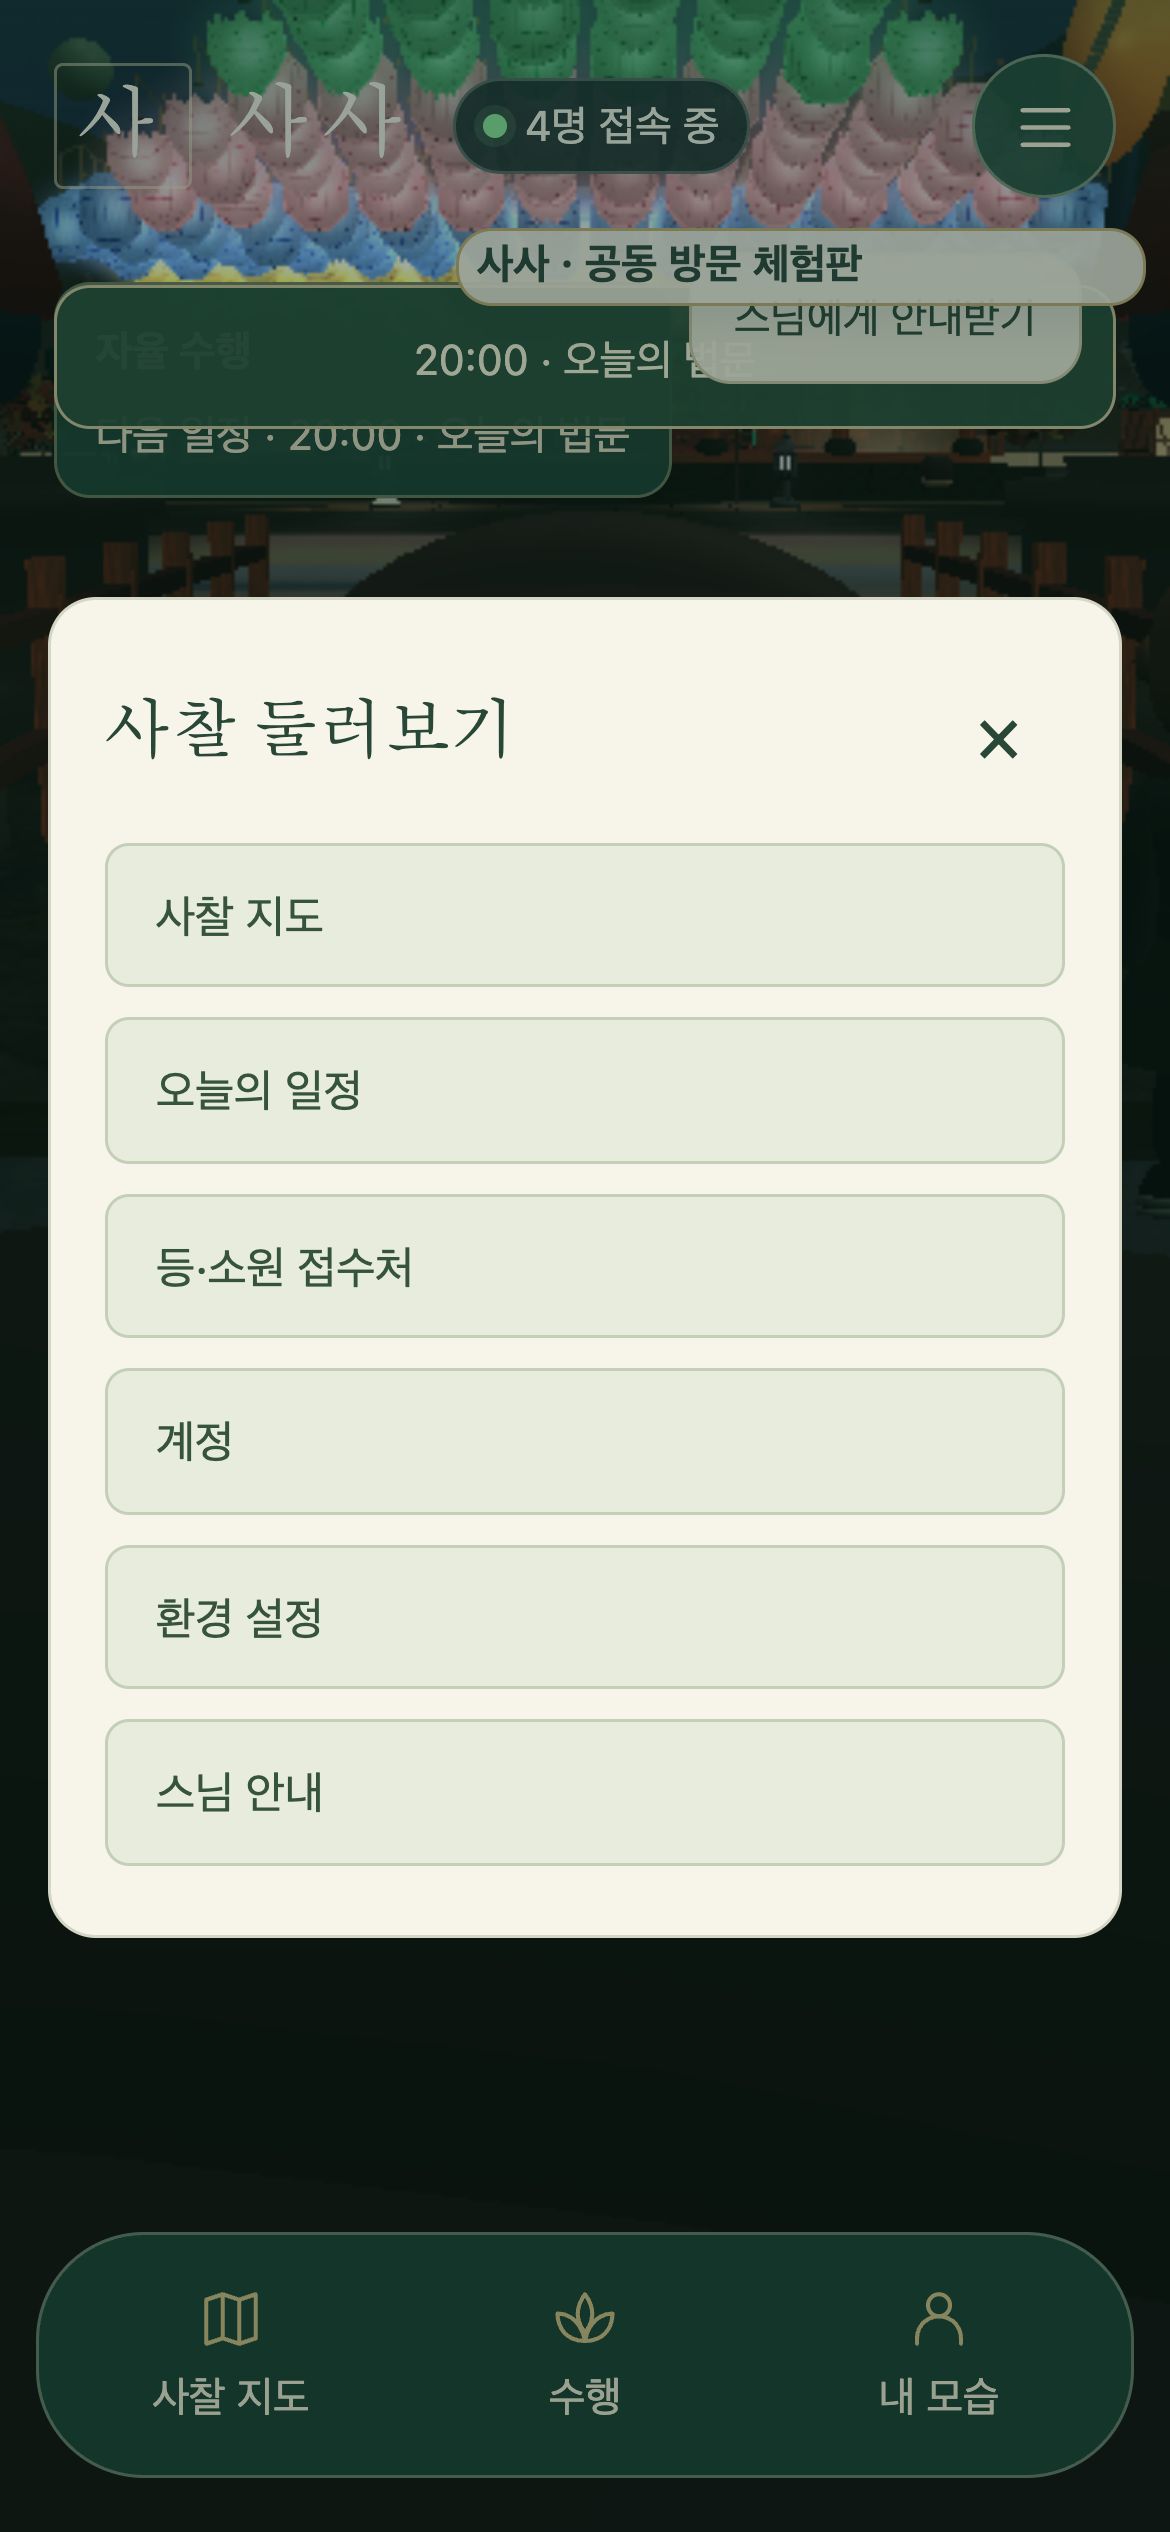 사 사사
4명 접속 중
사사 · 공동 방문 체험판
스님에게 안내받기
자율 수행
20:00 · 오늘의 법문
다음 일정 · 20:00 · 오늘의 법문
사찰 둘러보기
사찰 지도
오늘의 일정
등·소원 접수처
계정
환경 설정
스님 안내
사찰 지도
수행
내 모습